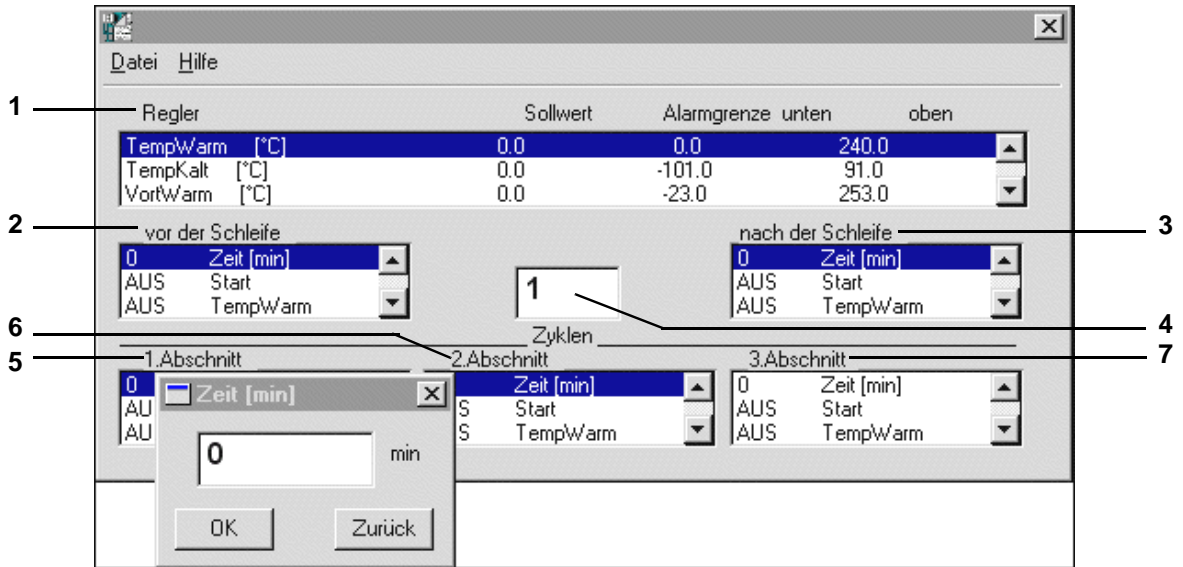 Datei Hilfe
1 Regler Sollwert Alarmgrenze unten oben
TempWarm [°C] 0.0 0.0 240.0
TempKalt [°C] 0.0 -101.0 91.0
VortWarm [°C] 0.0 -23.0 253.0
2 vor der Schleife nach der Schleife 3
0 Zeit [min] 0 Zeit [min]
AUS Start 1 AUS Start
AUS TempWarm AUS TempWarm
6 Zyklen 4
5 1.Abschnitt 2.Abschnitt 3.Abschnitt 7
0 Zeit [min] Zeit [min] 0 Zeit [min]
AU S Start AUS Start
AU S TempWarm AUS TempWarm
0 min
OK Zurück